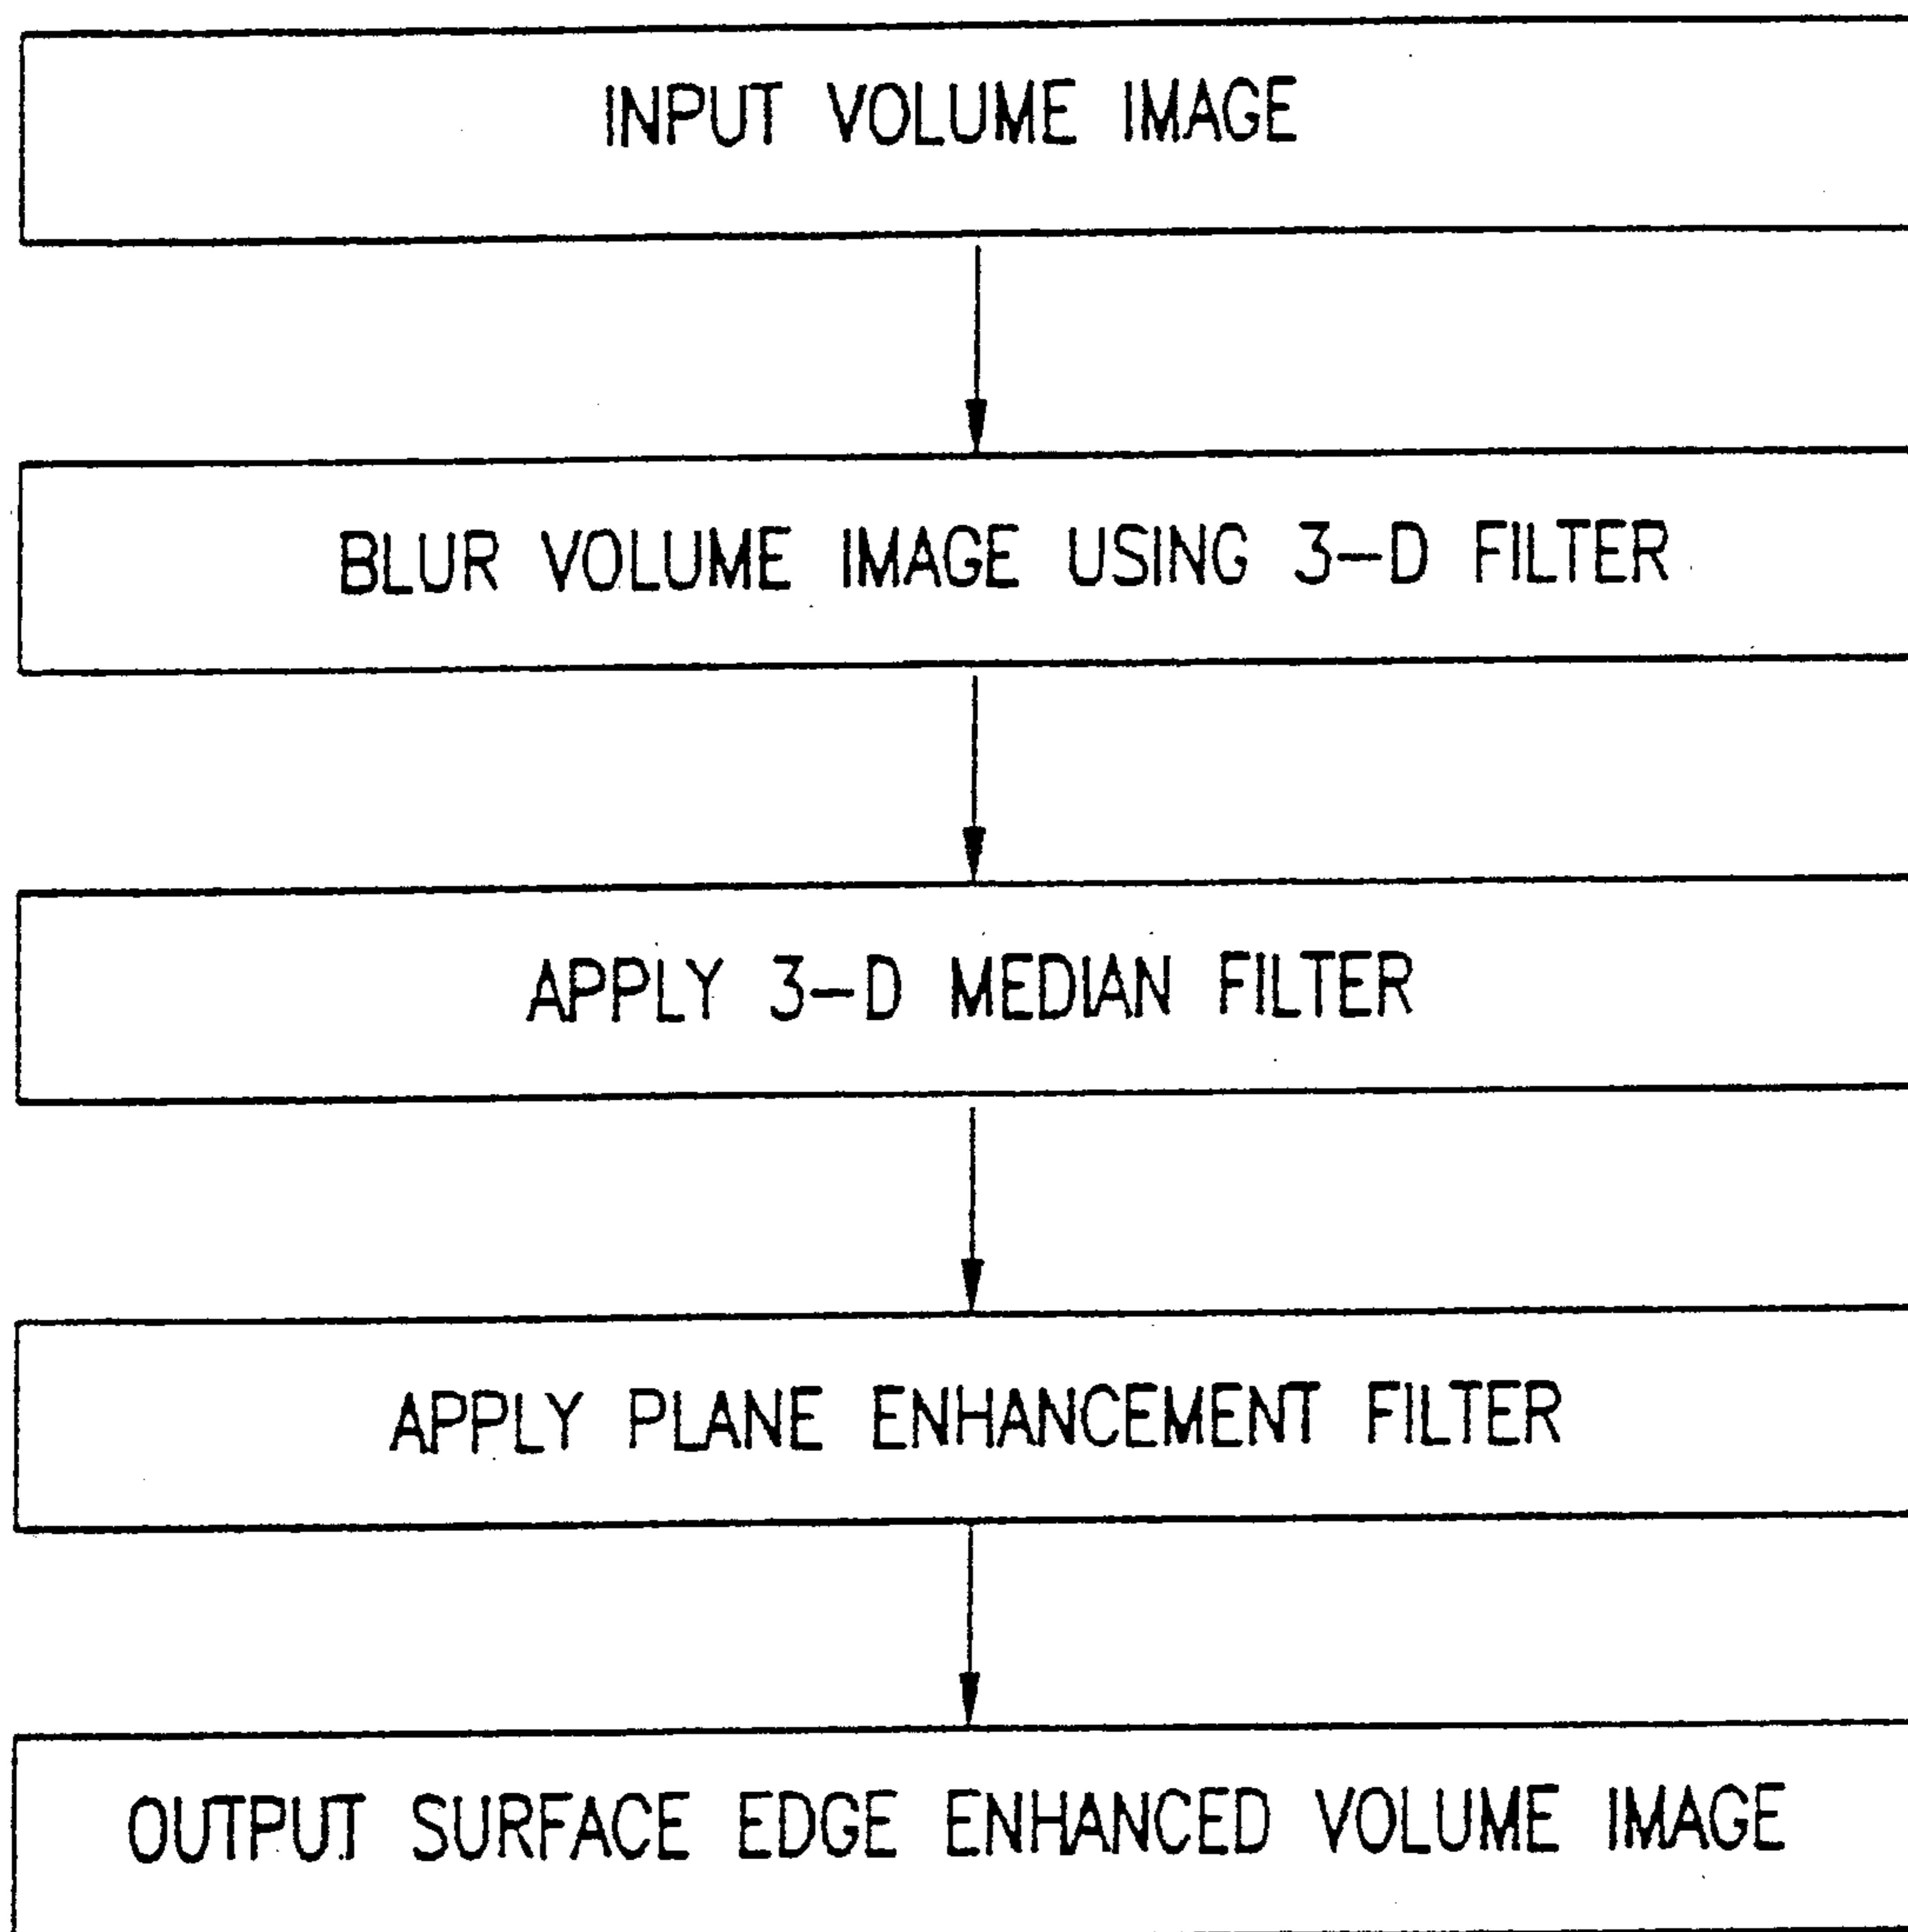 INPUT VOLUME IMAGE
BLUR VOLUME IMAGE USING 3-D FILTER
APPLY 3-D MEDIAN FILTER
APPLY PLANE ENHANCEMENT FILTER
OUTPUT SURFACE EDGE ENHANCED VOLUME IMAGE